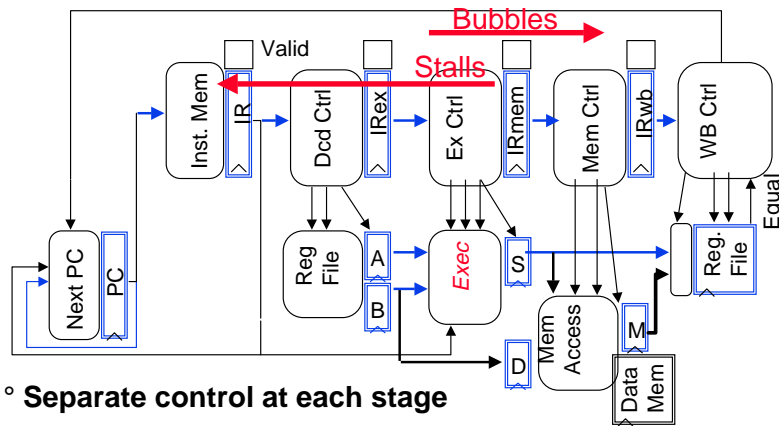 Bubbles
Valid
Stalls
Inst. Mem
IR
Dcd Ctrl
IRex
Ex Ctrl
IRmem
Mem Ctrl
IRwb
WB Ctrl
Equal
Next PC
PC
Reg
File
A
B
Exec
S
D
Mem
Access
M
Data
Mem
Reg.
File
° Separate control at each stage